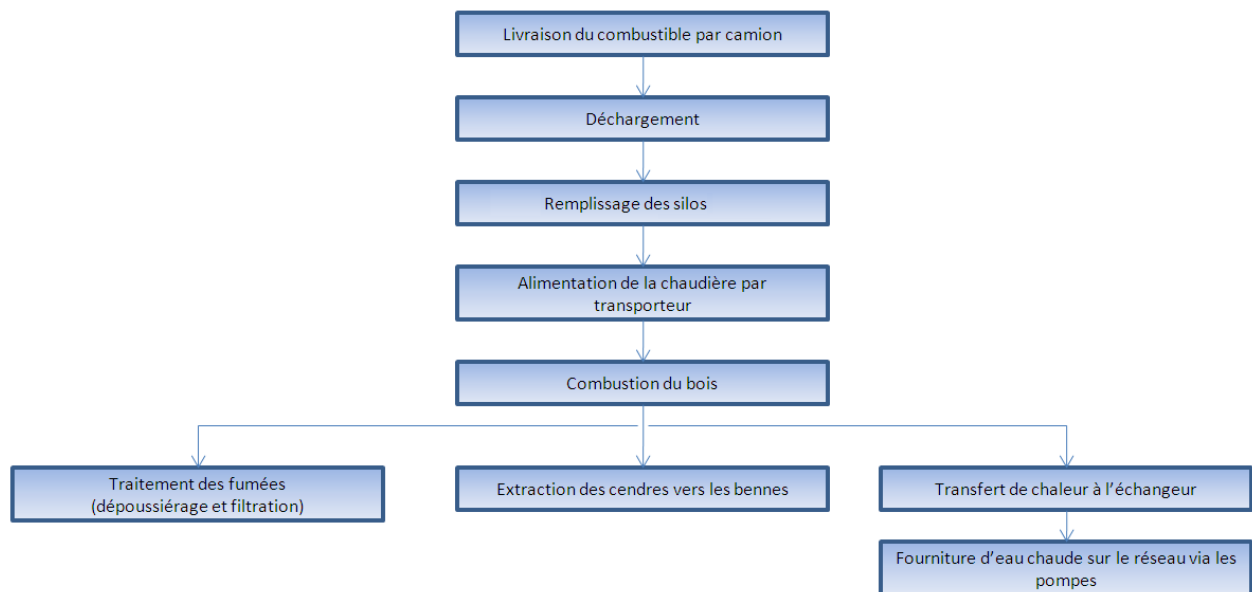 Livraison du combustible par camion
Déchargement
Remplissage des silos
Alimentation de la chaudière par
transporteur
Combustion du bois
Traitement des fumées
(dépoussiérage et filtration)
Extraction des cendres vers les bennes
Transfert de chaleur à l’échangeur
Fourniture d’eau chaude sur le réseau via les
pompes